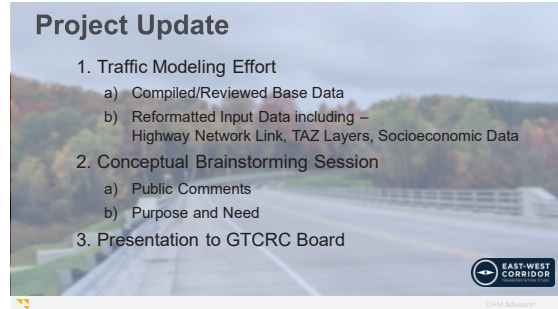 Project Update
1. Traffic Modeling Effort
a) Compiled/Reviewed Base Data
b) Reformatted Input Data including –
Highway Network Link, TAZ Layers, Socioeconomic Data
2. Conceptual Brainstorming Session
a) Public Comments
b) Purpose and Need
3. Presentation to GTCRC Board
EAST-WEST
CORRIDOR
TRANSPORTATION STUDY
OHM Advisors®